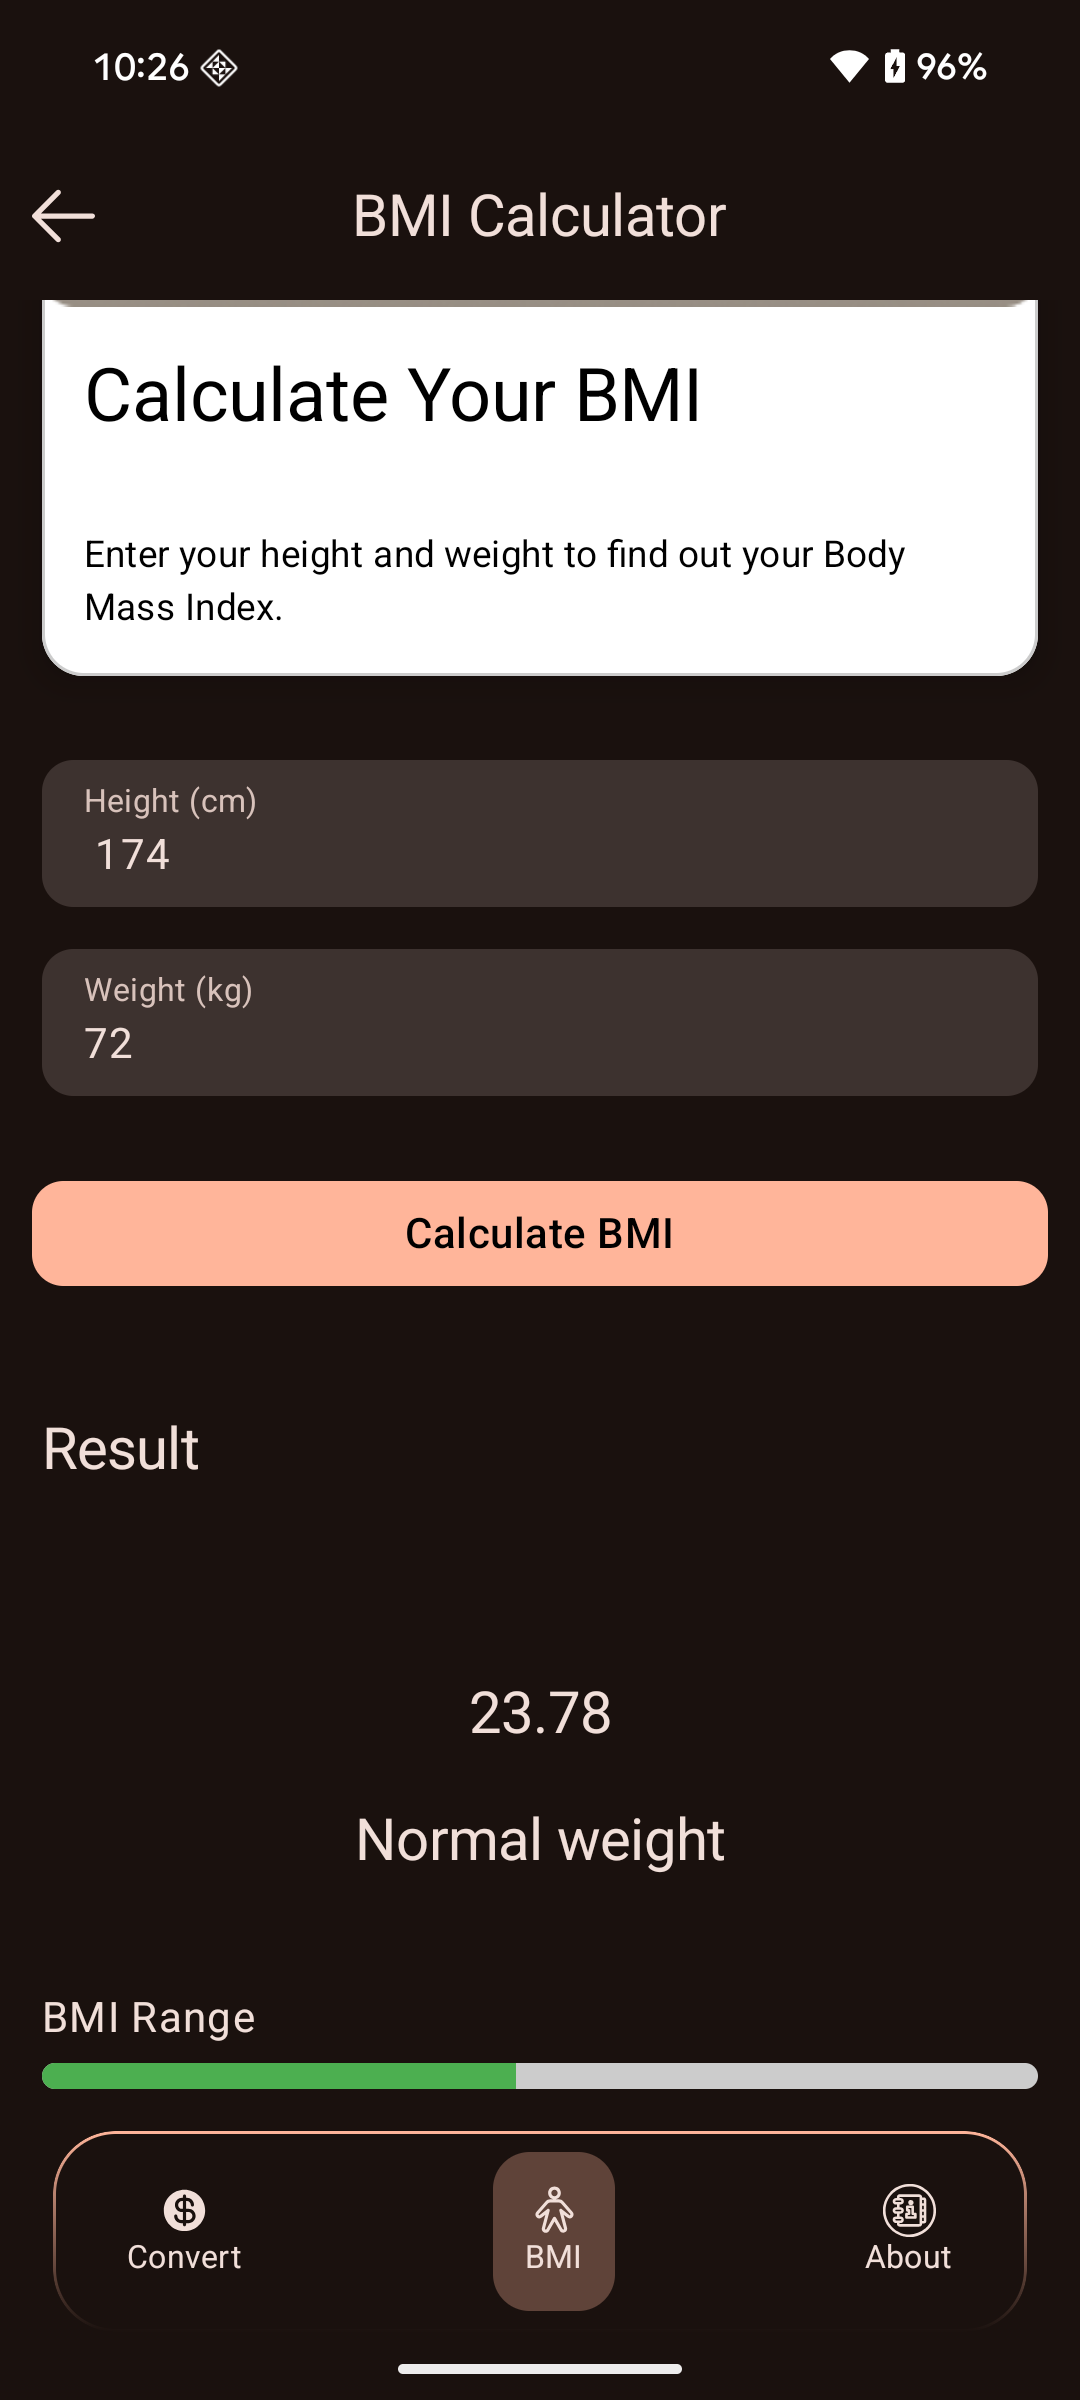 10:26
96%
BMI Calculator
Calculate Your BMI
Enter your height and weight to find out your Body
Mass Index.
Height (cm)
174
Weight (kg)
72
Calculate BMI
Result
23.78
Normal weight
BMI Range
Convert
BMI
About